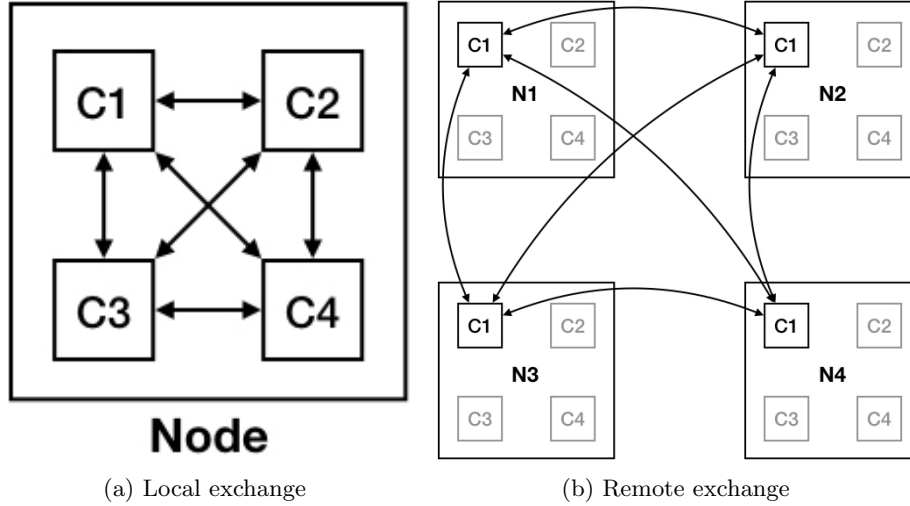 C1 C2
C3 C4
Node
(a) Local exchange
C1 C2
N1
C3 C4
C1 C2
N2
C3 C4
C1 C2
N3
C3 C4
C1 C2
N4
C3 C4
(b) Remote exchange